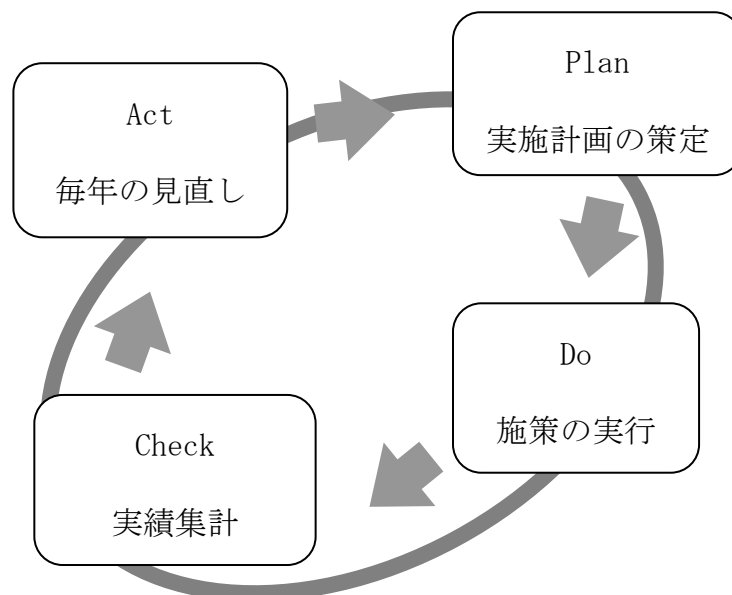 Plan
実施計画の策定
Do
施策の実行
Check
実績集計
Act
毎年の見直し